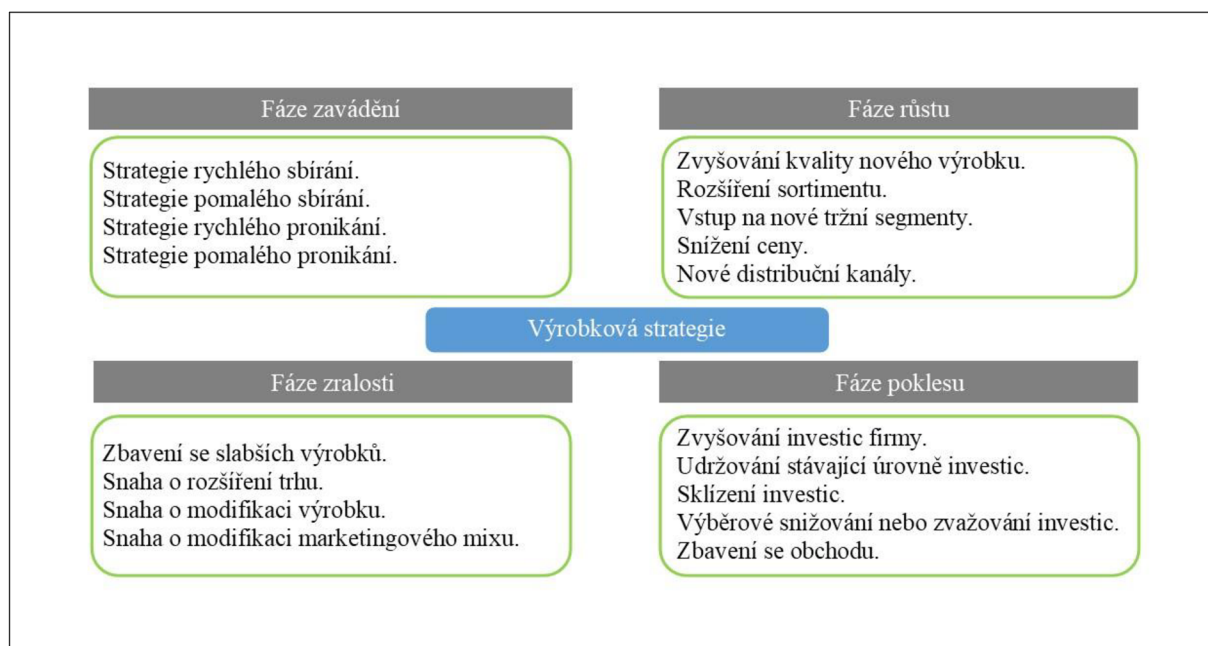 Fáze zavádění
Strategie rychlého sbírání.
Strategie pomalého sbírání.
Strategie rychlého pronikání.
Strategie pomalého pronikání.
Fáze růstu
Zvyšování kvality nového výrobku.
Rozšíření sortimentu.
Vstup na nové tržní segmenty.
Snížení ceny.
Nové distribuční kanály.
Výrobková strategie
Fáze zralosti
Zbavení se slabších výrobků.
Snaha o rozšíření trhu.
Snaha o modifikaci výrobku.
Snaha o modifikaci marketingového mixu.
Fáze poklesu
Zvyšování investic firmy.
Udržování stávající úrovně investic.
Sklízení investic.
Výběrové snižování nebo zvažování investic.
Zbavení se obchodu.